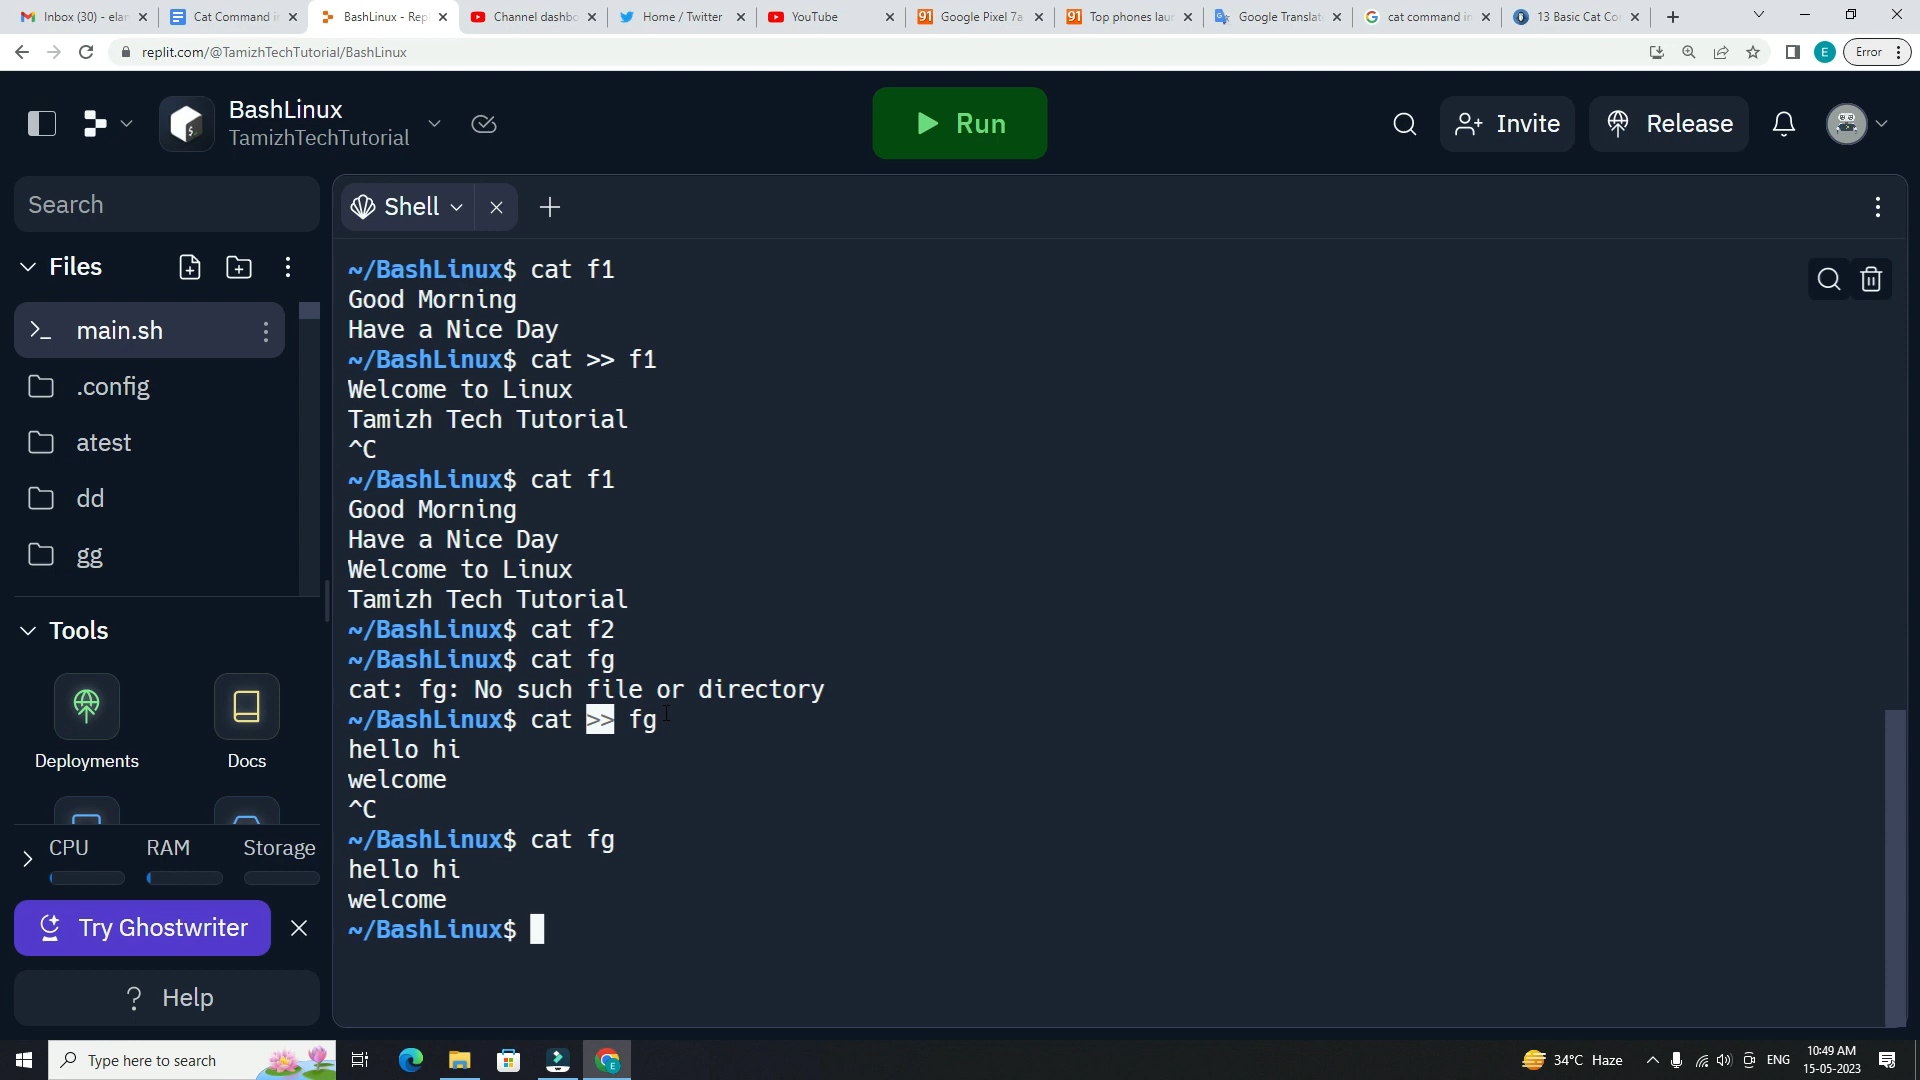 Inbox (30) - elar
Cat Command in
BashLinux - Repl
Channel dashbo
Home / Twitter
YouTube
91 Google Pixel 7a
91 Top phones lau
Google Translat
cat command in
13 Basic Cat Co
replit.com/@TamizhTechTutorial/BashLinux
E
Error
BashLinux
TamizhTechTutorial
Run
Invite
Release
Search
Shell
Files
main.sh
.config
atest
dd
gg
Tools
Deployments
Docs
CPU
RAM
Storage
Try Ghostwriter
? Help
~/BashLinux$ cat f1
Good Morning
Have a Nice Day
~/BashLinux$ cat >> f1
Welcome to Linux
Tamizh Tech Tutorial
^C
~/BashLinux$ cat f1
Good Morning
Have a Nice Day
Welcome to Linux
Tamizh Tech Tutorial
~/BashLinux$ cat f2
~/BashLinux$ cat fg
cat: fg: No such file or directory
~/BashLinux$ cat >> fg
hello hi
welcome
^C
~/BashLinux$ cat fg
hello hi
welcome
~/BashLinux$
Type here to search
34°C Haze
ENG
10:49 AM
15-05-2023